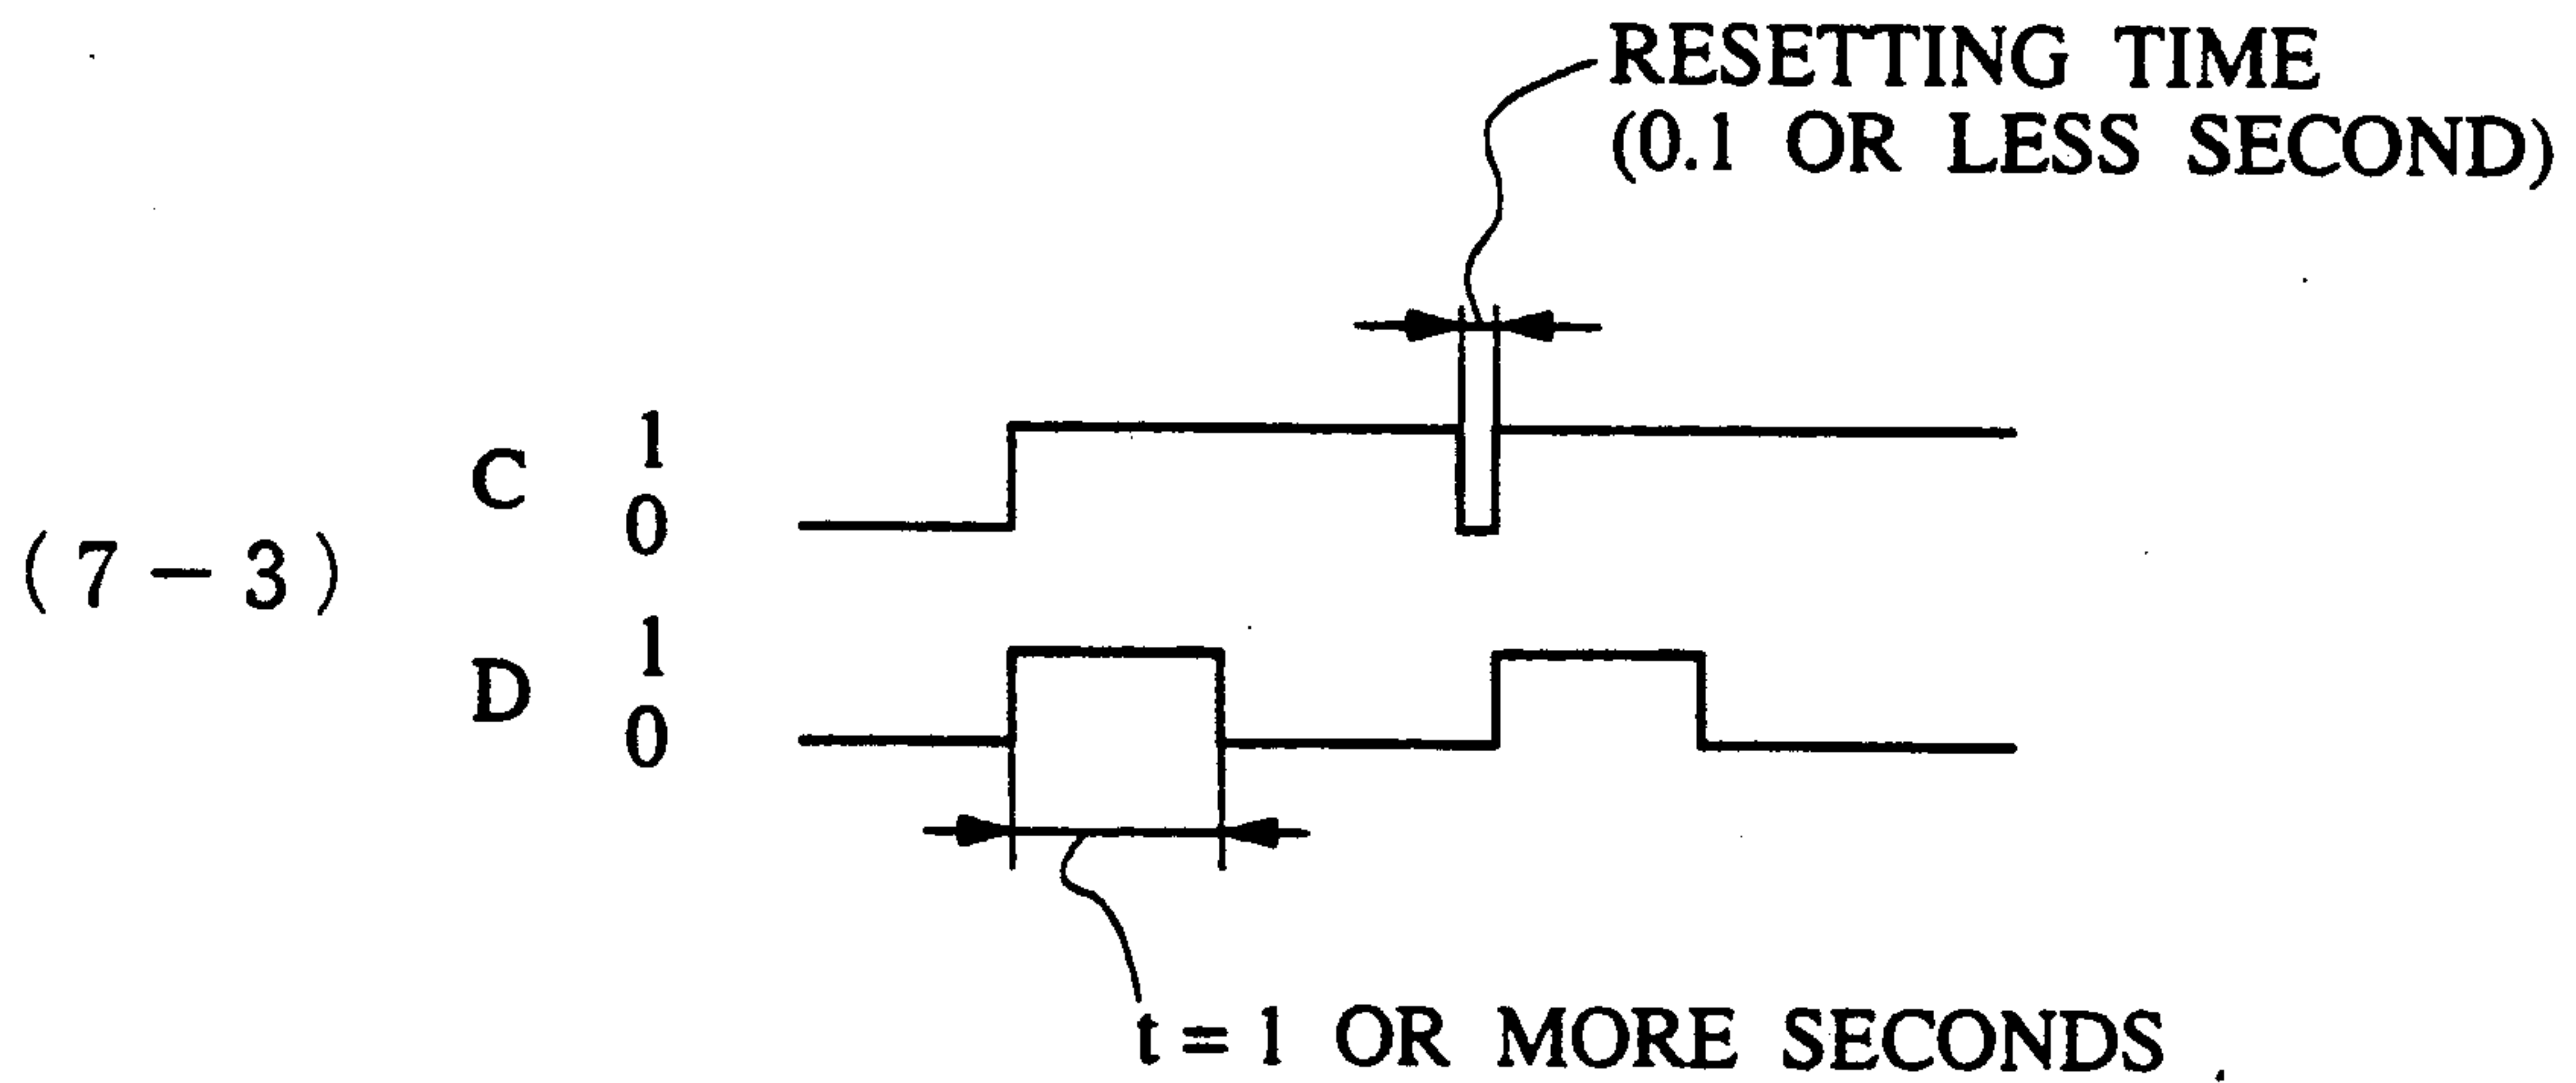 RESETTING TIME
(0.1 OR LESS SECOND)
1
C
0
(7-3)
1
D
0
t = 1 OR MORE SECONDS